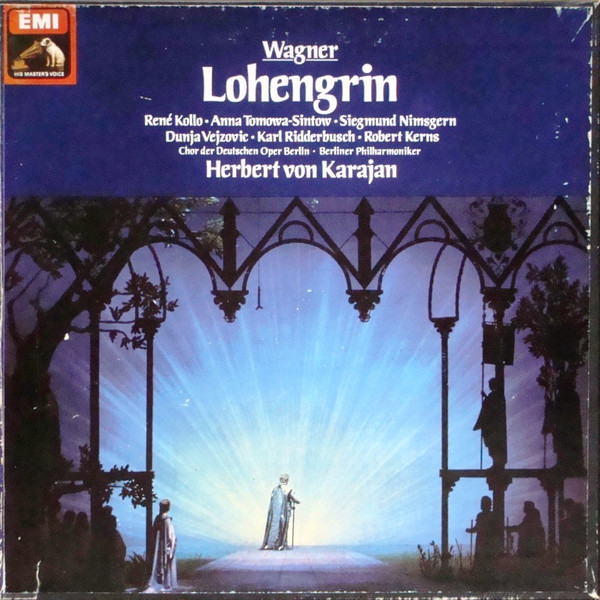 EMI
HIS MASTER'S VOICE
Wagner
Lohengrin
René Kollo • Anna Tomowa-Sintow • Siegmund Nimsgern
Dunja Vejzovic • Karl Ridderbusch • Robert Kerns
Chor der Deutschen Oper Berlin • Berliner Philharmoniker
Herbert von Karajan